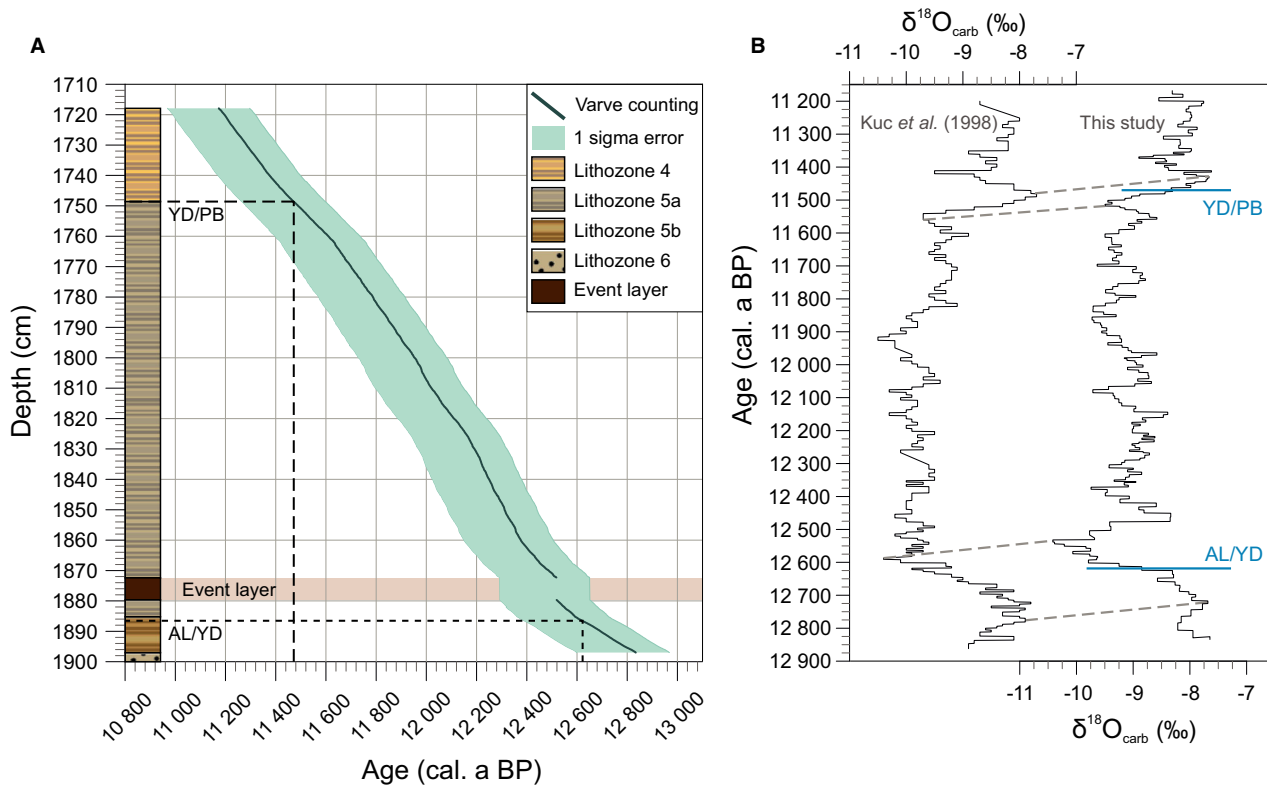 A
Depth (cm)
1710
1720
1730
1740
1750
1760
1770
1780
1790
1800
1810
1820
1830
1840
1850
1860
1870
1880
1890
1900
YD/PB
Event layer
AL/YD
Varve counting
1 sigma error
Lithozone 4
Lithozone 5a
Lithozone 5b
Lithozone 6
Event layer
10 800
11 000
11 200
11 400
11 600
11 800
12 000
12 200
12 400
12 600
12 800
13 000
Age (cal. a BP)
B
δ18Ocarb (‰)
-11 -10 -9 -8 -7
Age (cal. a BP)
11 200
11 300
11 400
11 500
11 600
11 700
11 800
11 900
12 000
12 100
12 200
12 300
12 400
12 500
12 600
12 700
12 800
12 900
Kuc et al. (1998)
This study
YD/PB
AL/YD
-11 -10 -9 -8 -7
δ18Ocarb (‰)